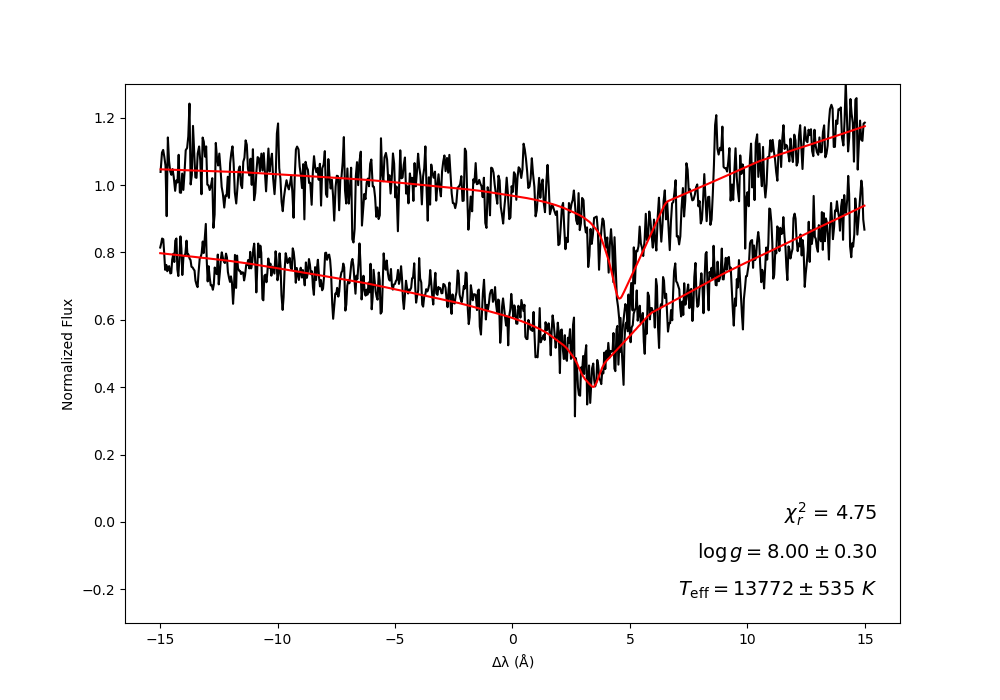 1.2
1.0
0.8
0.6
0.4
0.2
0.0
−0.2
Normalized Flux
χ²ᵣ = 4.75
log g = 8.00 ± 0.30
T_eff = 13772 ± 535 K
−15 −10 −5 0 5 10 15
Δλ (Å)